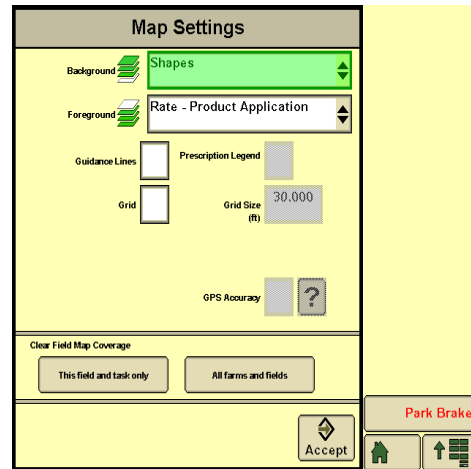 Map Settings
Background
Shapes
Foreground
Rate - Product Application
Guidance Lines
Prescription Legend
Grid
Grid Size
(ft)
30.000
GPS Accuracy
?
Clear Field Map Coverage
This field and task only
All farms and fields
Park Brake
Accept